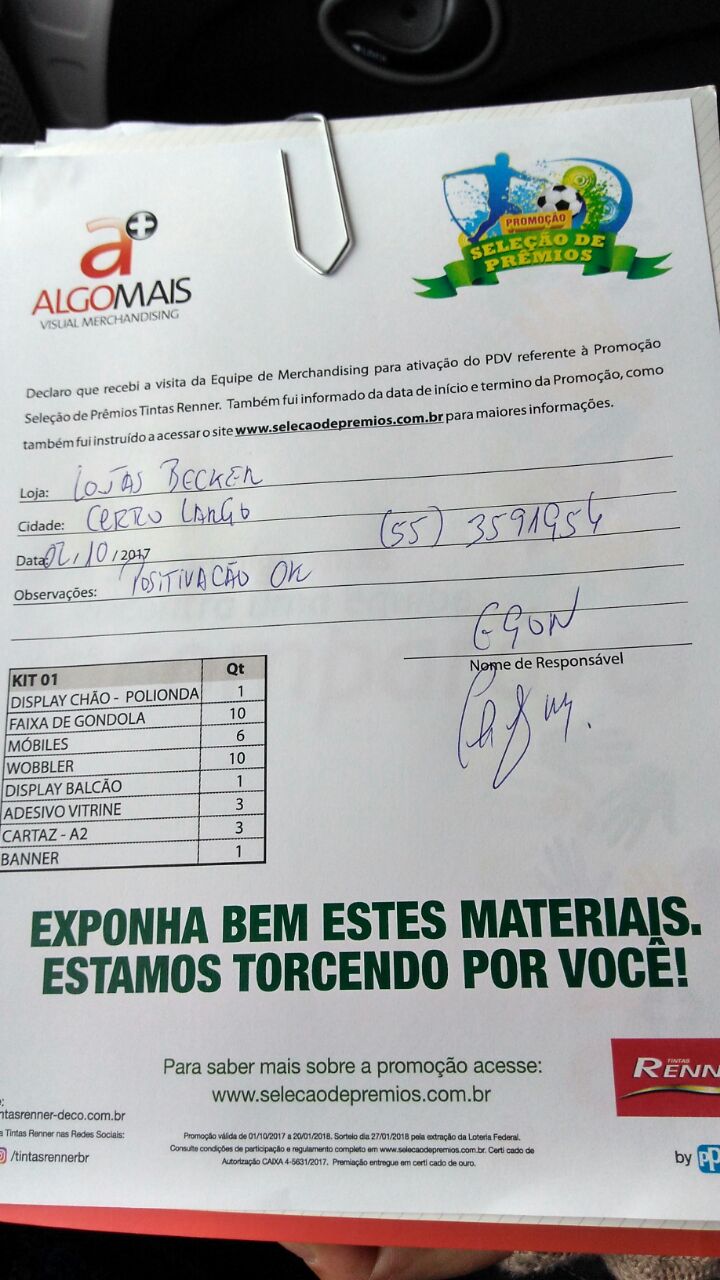 a+
ALGOMAIS
VISUAL MERCHANDISING
PROMOÇÃO
SELEÇÃO DE
PRÊMIOS
Declaro que recebi a visita da Equipe de Merchandising para ativação do PDV referente à Promoção
Seleção de Prêmios Tintas Renner. Também fui informado da data de início e termino da Promoção, como
também fui instruído a acessar o site www.selecaodepremios.com.br para maiores informações.
Loja: LOJAS BECKER
Cidade: CERRO LARGO
(55) 3591954
Data: 02/10/2017
Observações: POSITIVACÃO OK
EGON
Nome de Responsável
KIT 01 Qt
DISPLAY CHÃO - POLIONDA 1
FAIXA DE GONDOLA 10
MÓBILES 6
WOBBLER 10
DISPLAY BALCÃO 1
ADESIVO VITRINE 3
CARTAZ - A2 3
BANNER 1
EXPONHA BEM ESTES MATERIAIS.
ESTAMOS TORCENDO POR VOCÊ!
Para saber mais sobre a promoção acesse:
www.selecaodepremios.com.br
TINTAS
RENN
ntasrenner-deco.com.br
a Tintas Renner nas Redes Sociais:
/tintasrennerbr
Promoção válida de 01/10/2017 a 20/01/2018. Sorteio dia 27/01/2018 pela extração da Loteria Federal.
Consulte condições de participação e regulamento completo em www.selecaodepremios.com.br. Certi cado de
Autorização CAIXA 4-5631/2017. Premiação entregue em certi cado de ouro.
by pp